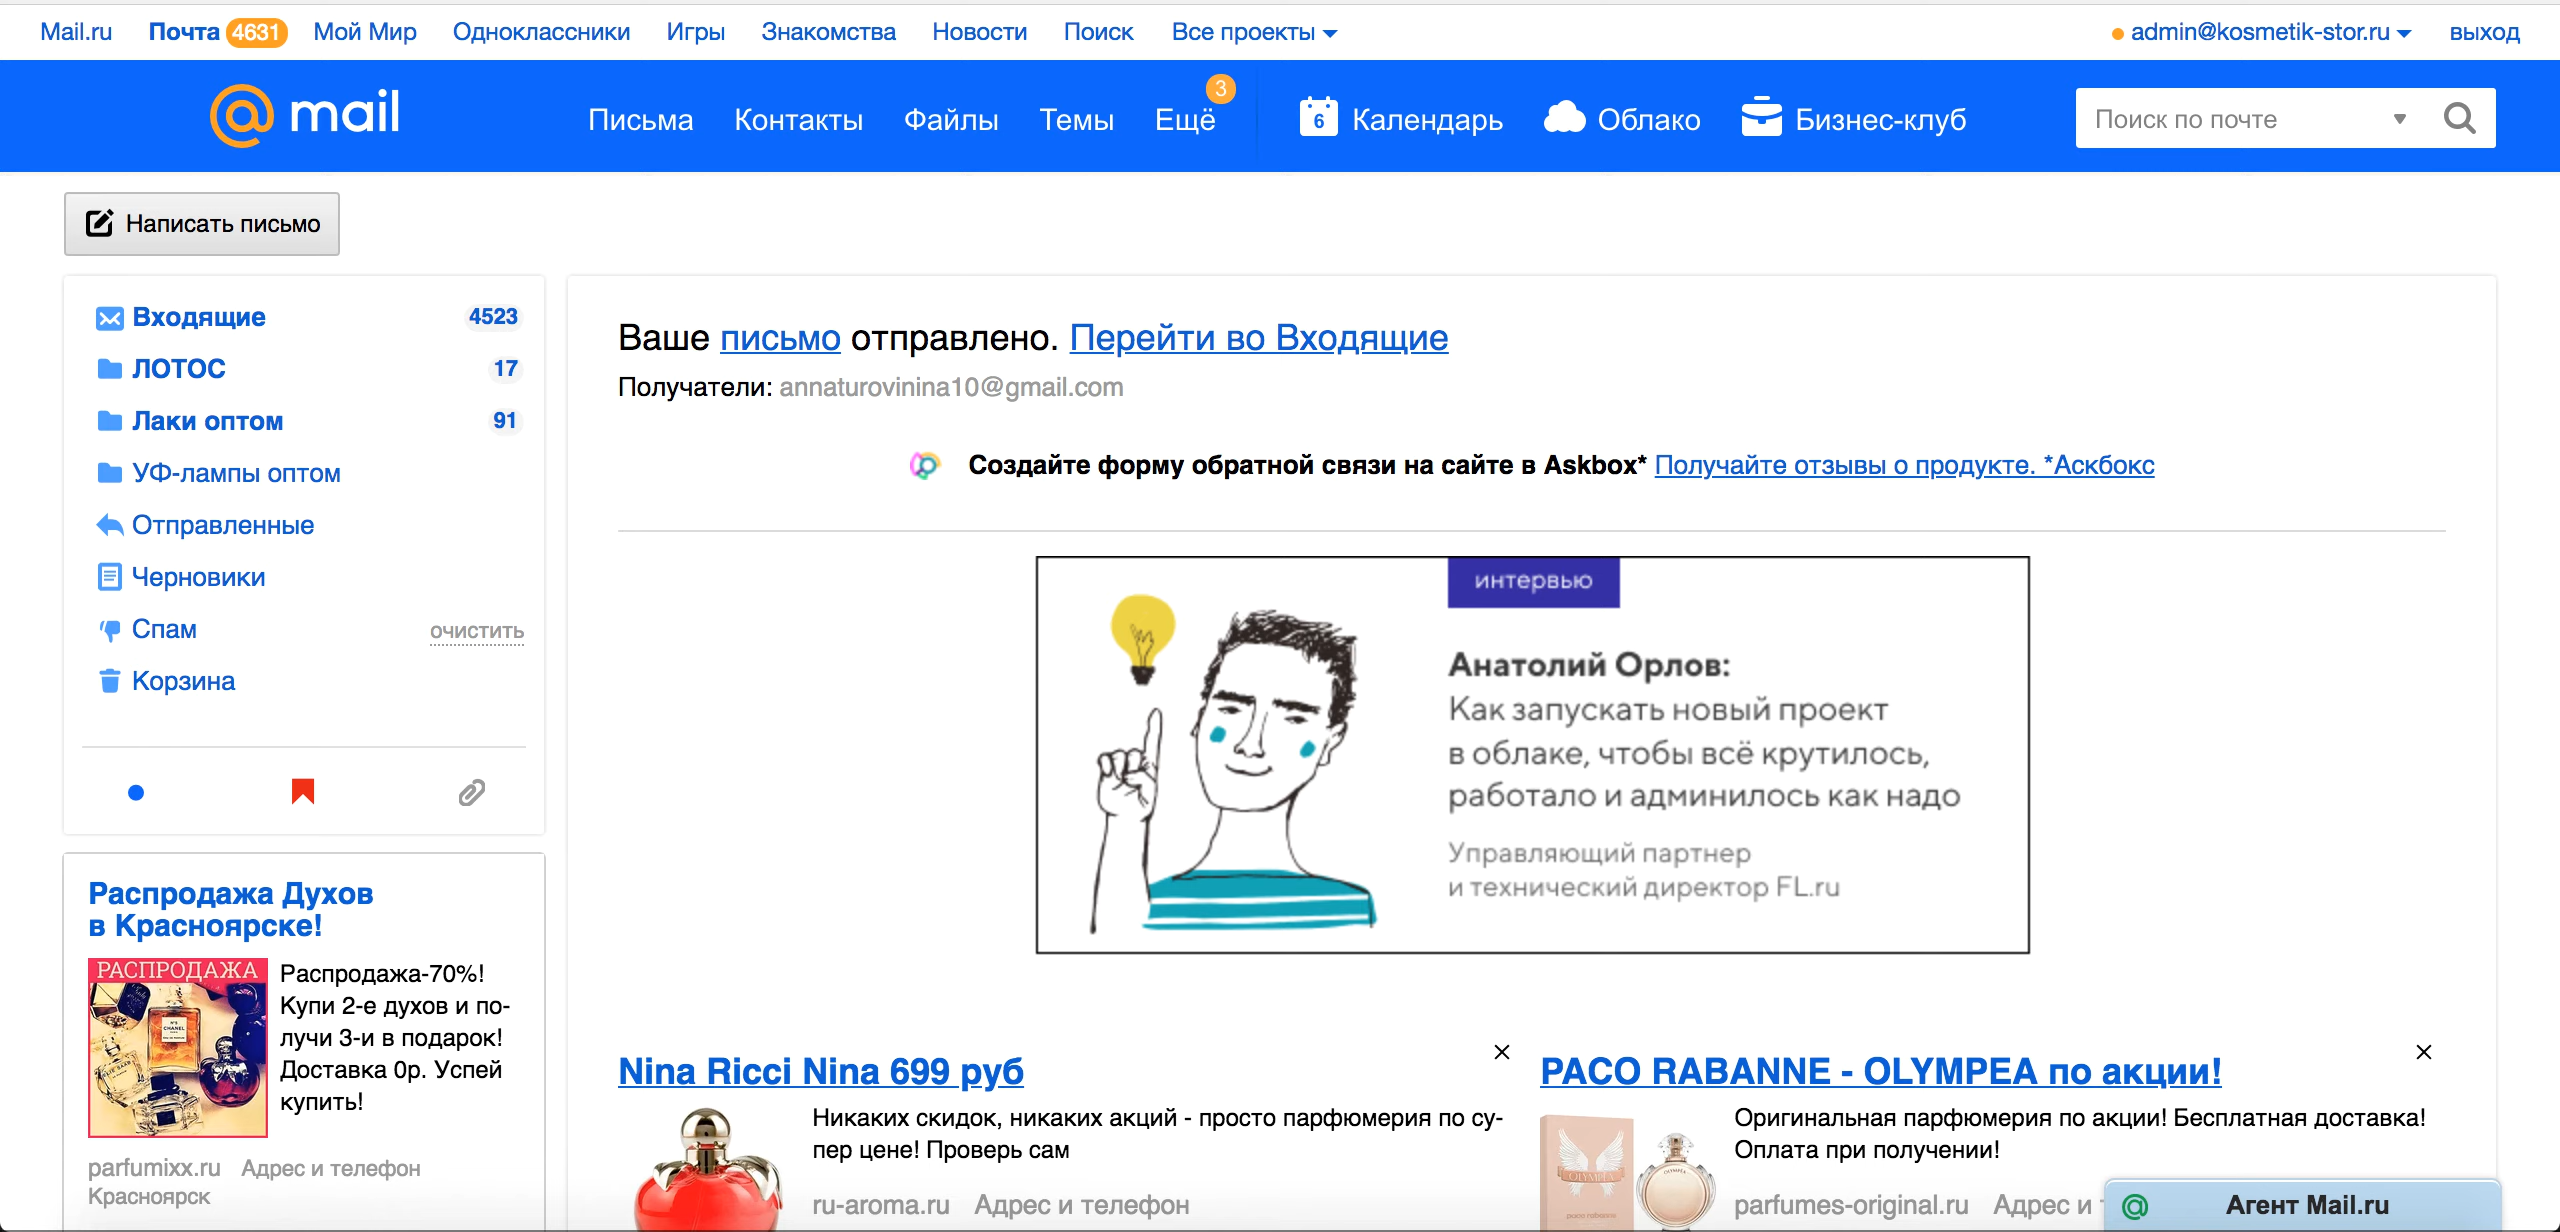 Mail.ru Почта 4631 Мой Мир Одноклассники Игры Знакомства Новости Поиск Все проекты admin@kosmetik-stor.ru выход
@mail Письма Контакты Файлы Темы Ещё 3 6 Календарь Облако Бизнес-клуб Поиск по почте
Написать письмо
Входящие 4523
ЛОТОС 17
Лаки оптом 91
УФ-лампы оптом
Отправленные
Черновики
Спам очистить
Корзина
Распродажа Духов
в Красноярске!
РАСПРОДАЖА
N°5
CHANEL
Распродажа-70%!
Купи 2-е духов и по-
лучи 3-и в подарок!
Доставка 0р. Успей
купить!
parfumixx.ru Адрес и телефон
Красноярск
Ваше письмо отправлено. Перейти во Входящие
Получатели: annaturovinina10@gmail.com
Создайте форму обратной связи на сайте в Askbox* Получайте отзывы о продукте. *Аскбокс
интервью
Анатолий Орлов:
Как запускать новый проект
в облаке, чтобы всё крутилось,
работало и админилось как надо
Управляющий партнер
и технический директор FL.ru
Nina Ricci Nina 699 руб
Никаких скидок, никаких акций - просто парфюмерия по су-
пер цене! Проверь сам
ru-aroma.ru Адрес и телефон
PACO RABANNE - OLYMPEA по акции!
OLYMPEA
paco rabanne
Оригинальная парфюмерия по акции! Бесплатная доставка!
Оплата при получении!
parfumes-original.ru Адрес и т
@ Агент Mail.ru